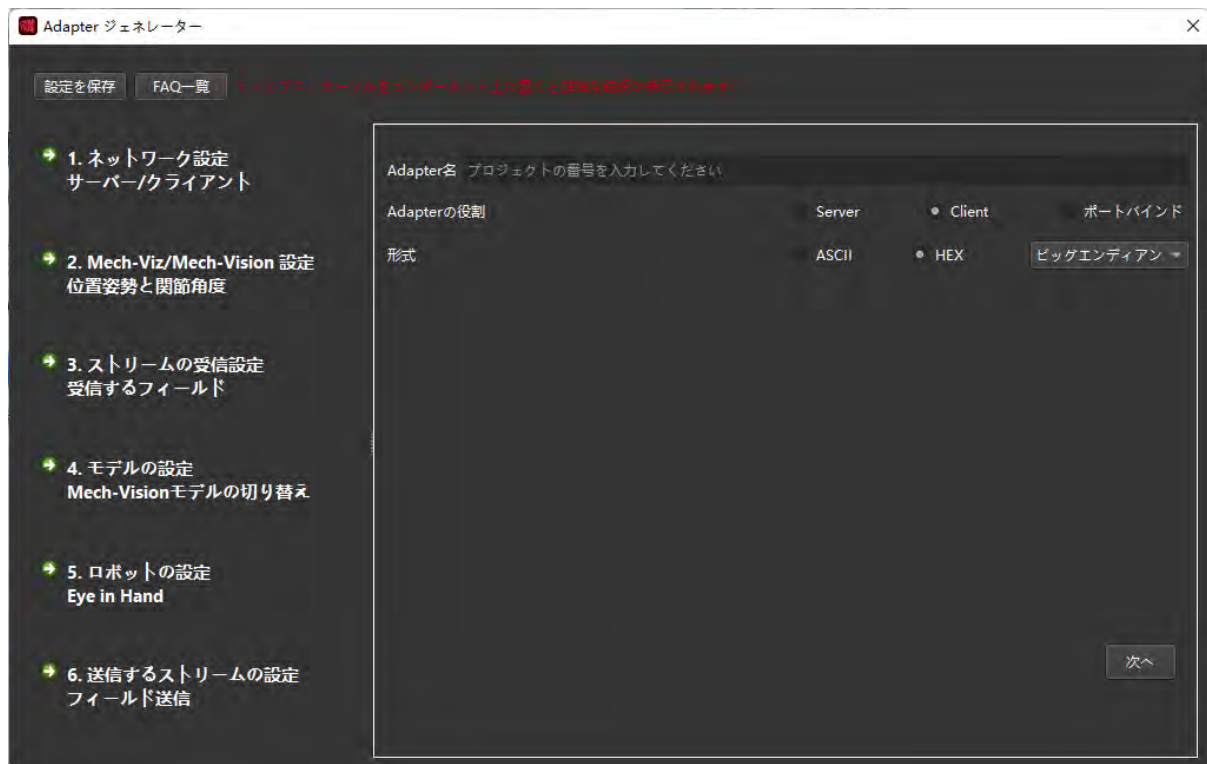 Adapter ジェネレーター
設定を保存 FAQ一覧
1. ネットワーク設定
サーバー/クライアント
2. Mech-Viz/Mech-Vision 設定
位置姿勢と関節角度
3. ストリームの受信設定
受信するフィールド
4. モデルの設定
Mech-Visionモデルの切り替え
5. ロボットの設定
Eye in Hand
6. 送信するストリームの設定
フィールド送信
Adapter名 プロジェクトの番号を入力してください
Adapterの役割 Server Client ポートバインド
形式 ASCII HEX ビッグエンディアン
次へ